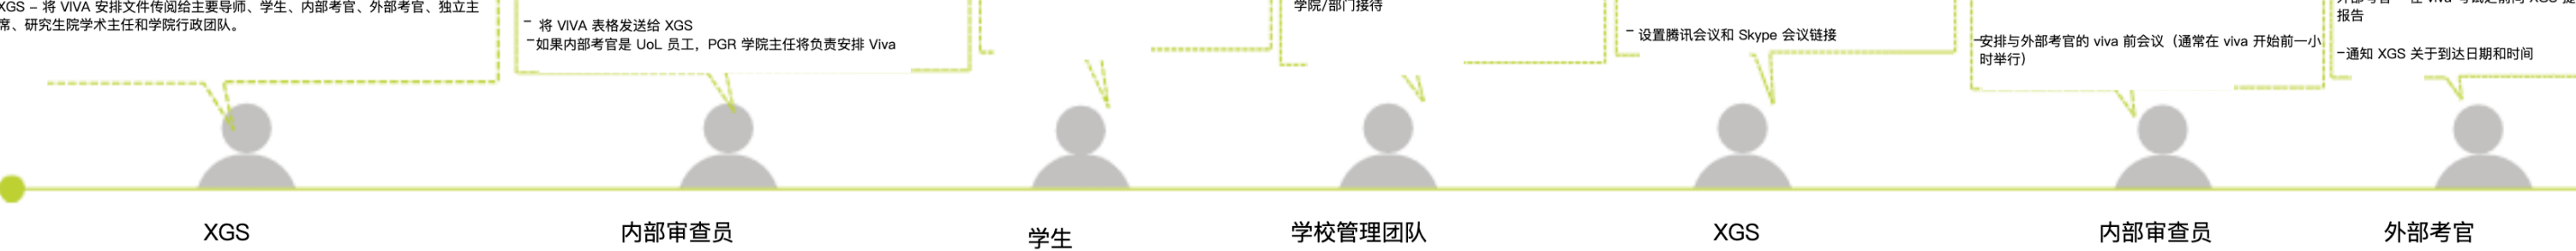 XGS – 将 VIVA 安排文件传阅给主要导师、学生、内部考官、外部考官、独立主
席、研究生院学术主任和学院行政团队。
– 将 VIVA 表格发送给 XGS
–如果内部考官是 UoL 员工，PGR 学院主任将负责安排 Viva
学院/部门接待
– 设置腾讯会议和 Skype 会议链接
–安排与外部考官的 viva 前会议（通常在 viva 开始前一小
时举行）
报告
–通知 XGS 关于到达日期和时间
XGS
内部审查员
学生
学校管理团队
XGS
内部审查员
外部考官